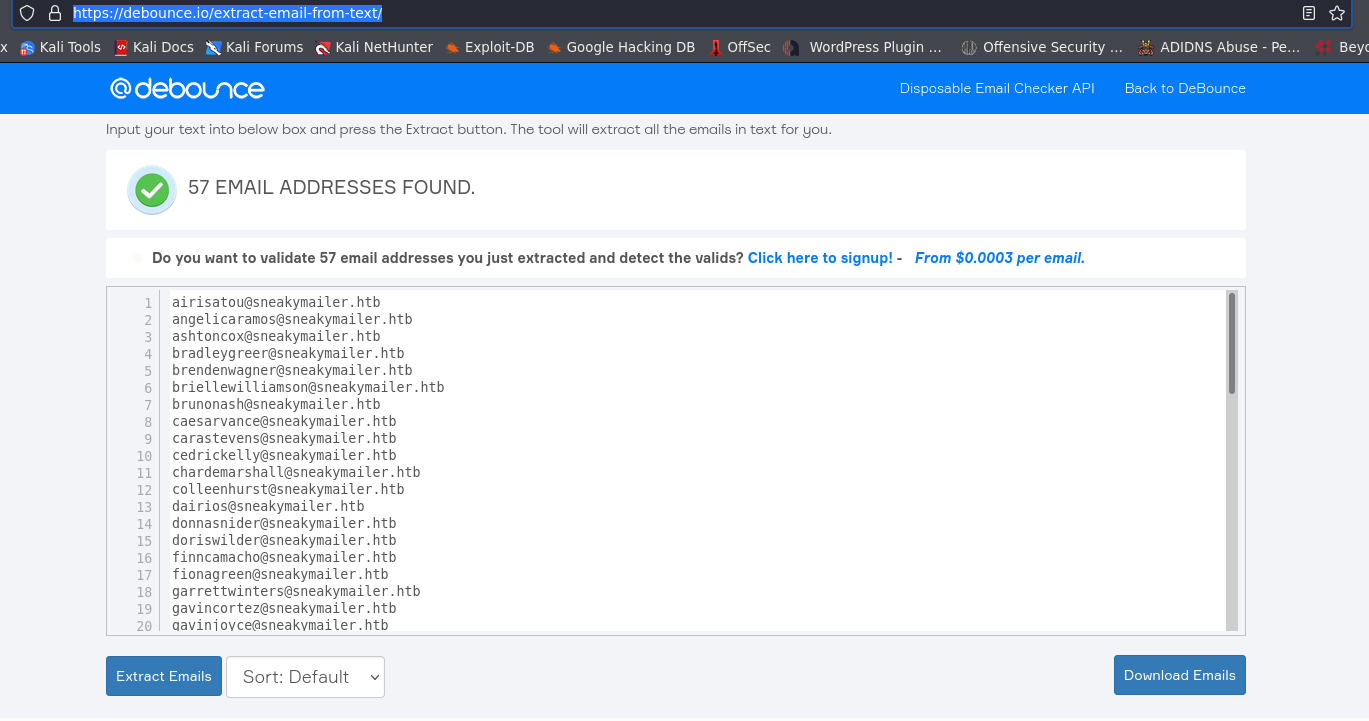 https://debounce.io/extract-email-from-text/
x Kali Tools Kali Docs Kali Forums Kali NetHunter Exploit-DB Google Hacking DB OffSec WordPress Plugin ... Offensive Security ... ADIDNS Abuse - Pe... Beyo
@debounce Disposable Email Checker API Back to DeBounce
Input your text into below box and press the Extract button. The tool will extract all the emails in text for you.
57 EMAIL ADDRESSES FOUND.
Do you want to validate 57 email addresses you just extracted and detect the valids? Click here to signup! - From $0.0003 per email.
1 airisatou@sneakymailer.htb
2 angelicaramos@sneakymailer.htb
3 ashtoncox@sneakymailer.htb
4 bradleygreer@sneakymailer.htb
5 brendenwagner@sneakymailer.htb
6 briellewilliamson@sneakymailer.htb
7 brunonash@sneakymailer.htb
8 caesarvance@sneakymailer.htb
9 carastevens@sneakymailer.htb
10 cedrickelly@sneakymailer.htb
11 chardemarshall@sneakymailer.htb
12 colleenhurst@sneakymailer.htb
13 dairios@sneakymailer.htb
14 donnasnider@sneakymailer.htb
15 doriswilder@sneakymailer.htb
16 finncamacho@sneakymailer.htb
17 fionagreen@sneakymailer.htb
18 garrettwinters@sneakymailer.htb
19 gavincortez@sneakymailer.htb
20 gavinjoyce@sneakymailer.htb
Extract Emails Sort: Default Download Emails